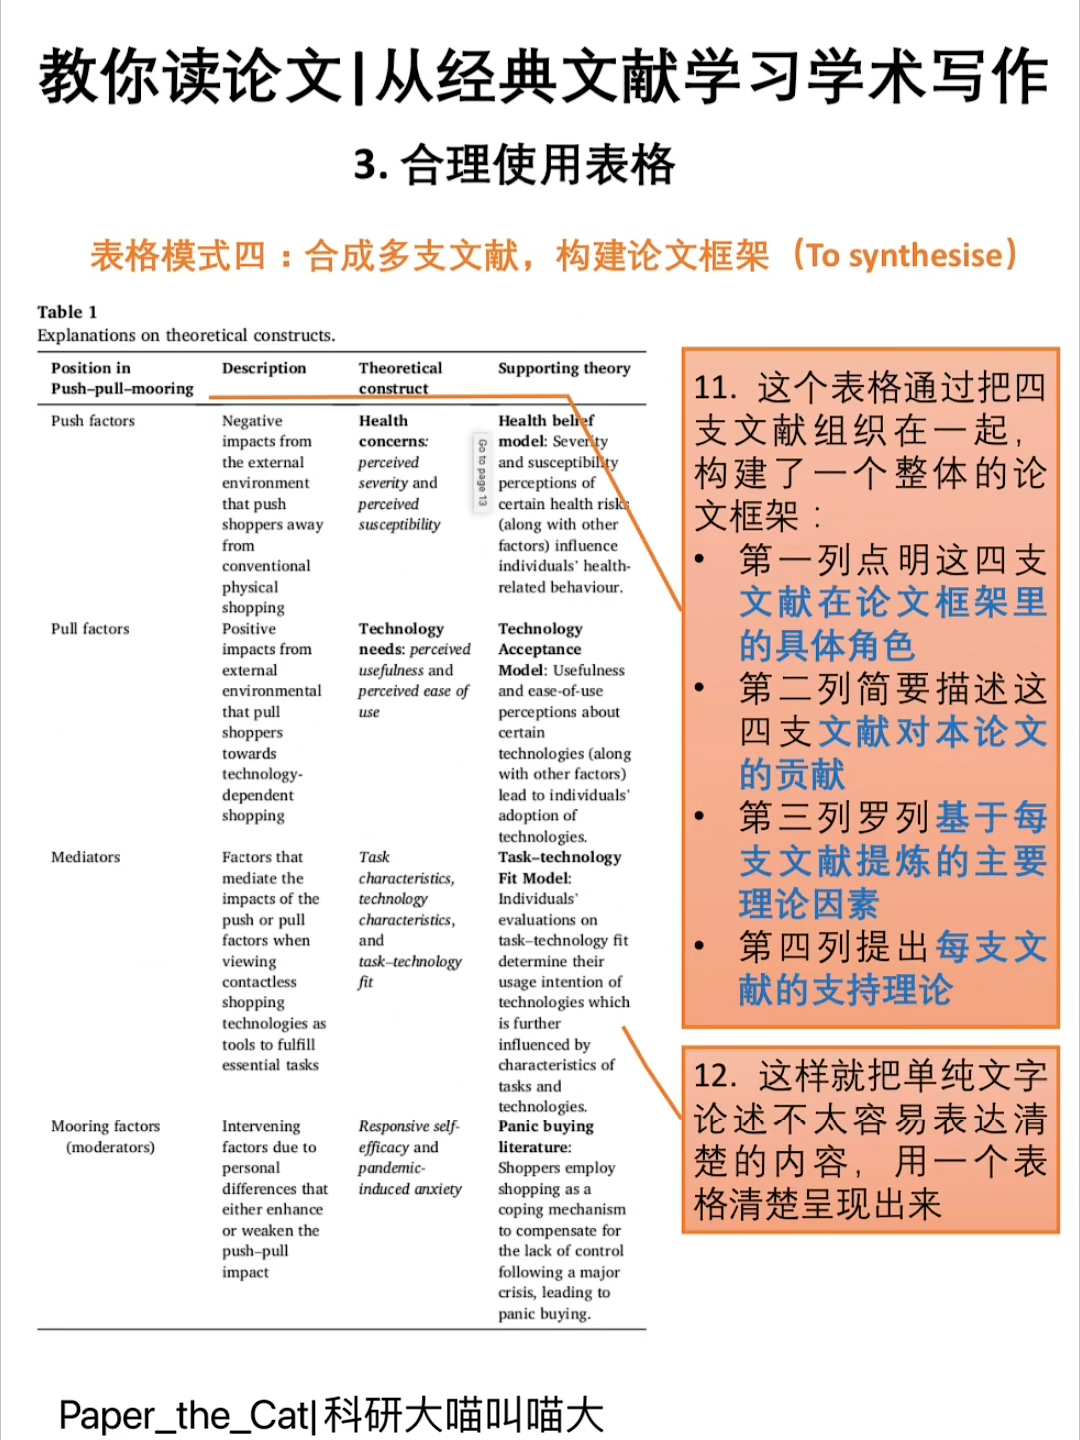 教你读论文|从经典文献学习学术写作
3. 合理使用表格
表格模式四：合成多支文献，构建论文框架（To synthesise）
Table 1
Explanations on theoretical constructs.
Position in
Push–pull–mooring
Description
Theoretical
construct
Supporting theory
Push factors
Negative
impacts from
the external
environment
that push
shoppers away
from
conventional
physical
shopping
Health
concerns:
perceived
severity and
perceived
susceptibility
Go to page 13
Health belief
model: Severity
and susceptibility
perceptions of
certain health risks
(along with other
factors) influence
individuals’ health-
related behaviour.
Pull factors
Positive
impacts from
external
environmental
that pull
shoppers
towards
technology-
dependent
shopping
Technology
needs: perceived
usefulness and
perceived ease of
use
Technology
Acceptance
Model: Usefulness
and ease-of-use
perceptions about
certain
technologies (along
with other factors)
lead to individuals’
adoption of
technologies.
Mediators
Factors that
mediate the
impacts of the
push or pull
factors when
viewing
contactless
shopping
technologies as
tools to fulfill
essential tasks
Task
characteristics,
technology
characteristics,
and
task–technology
fit
Task–technology
Fit Model:
Individuals’
evaluations on
task–technology fit
determine their
usage intention of
technologies which
is further
influenced by
characteristics of
tasks and
technologies.
Mooring factors
(moderators)
Intervening
factors due to
personal
differences that
either enhance
or weaken the
push–pull
impact
Responsive self-
efficacy and
pandemic-
induced anxiety
Panic buying
literature:
Shoppers employ
shopping as a
coping mechanism
to compensate for
the lack of control
following a major
crisis, leading to
panic buying.
11. 这个表格通过把四
支文献组织在一起，
构建了一个整体的论
文框架：
• 第一列点明这四支
文献在论文框架里
的具体角色
• 第二列简要描述这
四支文献对本论文
的贡献
• 第三列罗列基于每
支文献提炼的主要
理论因素
• 第四列提出每支文
献的支持理论
12. 这样就把单纯文字
论述不太容易表达清
楚的内容，用一个表
格清楚呈现出来
Paper_the_Cat|科研大喵叫喵大